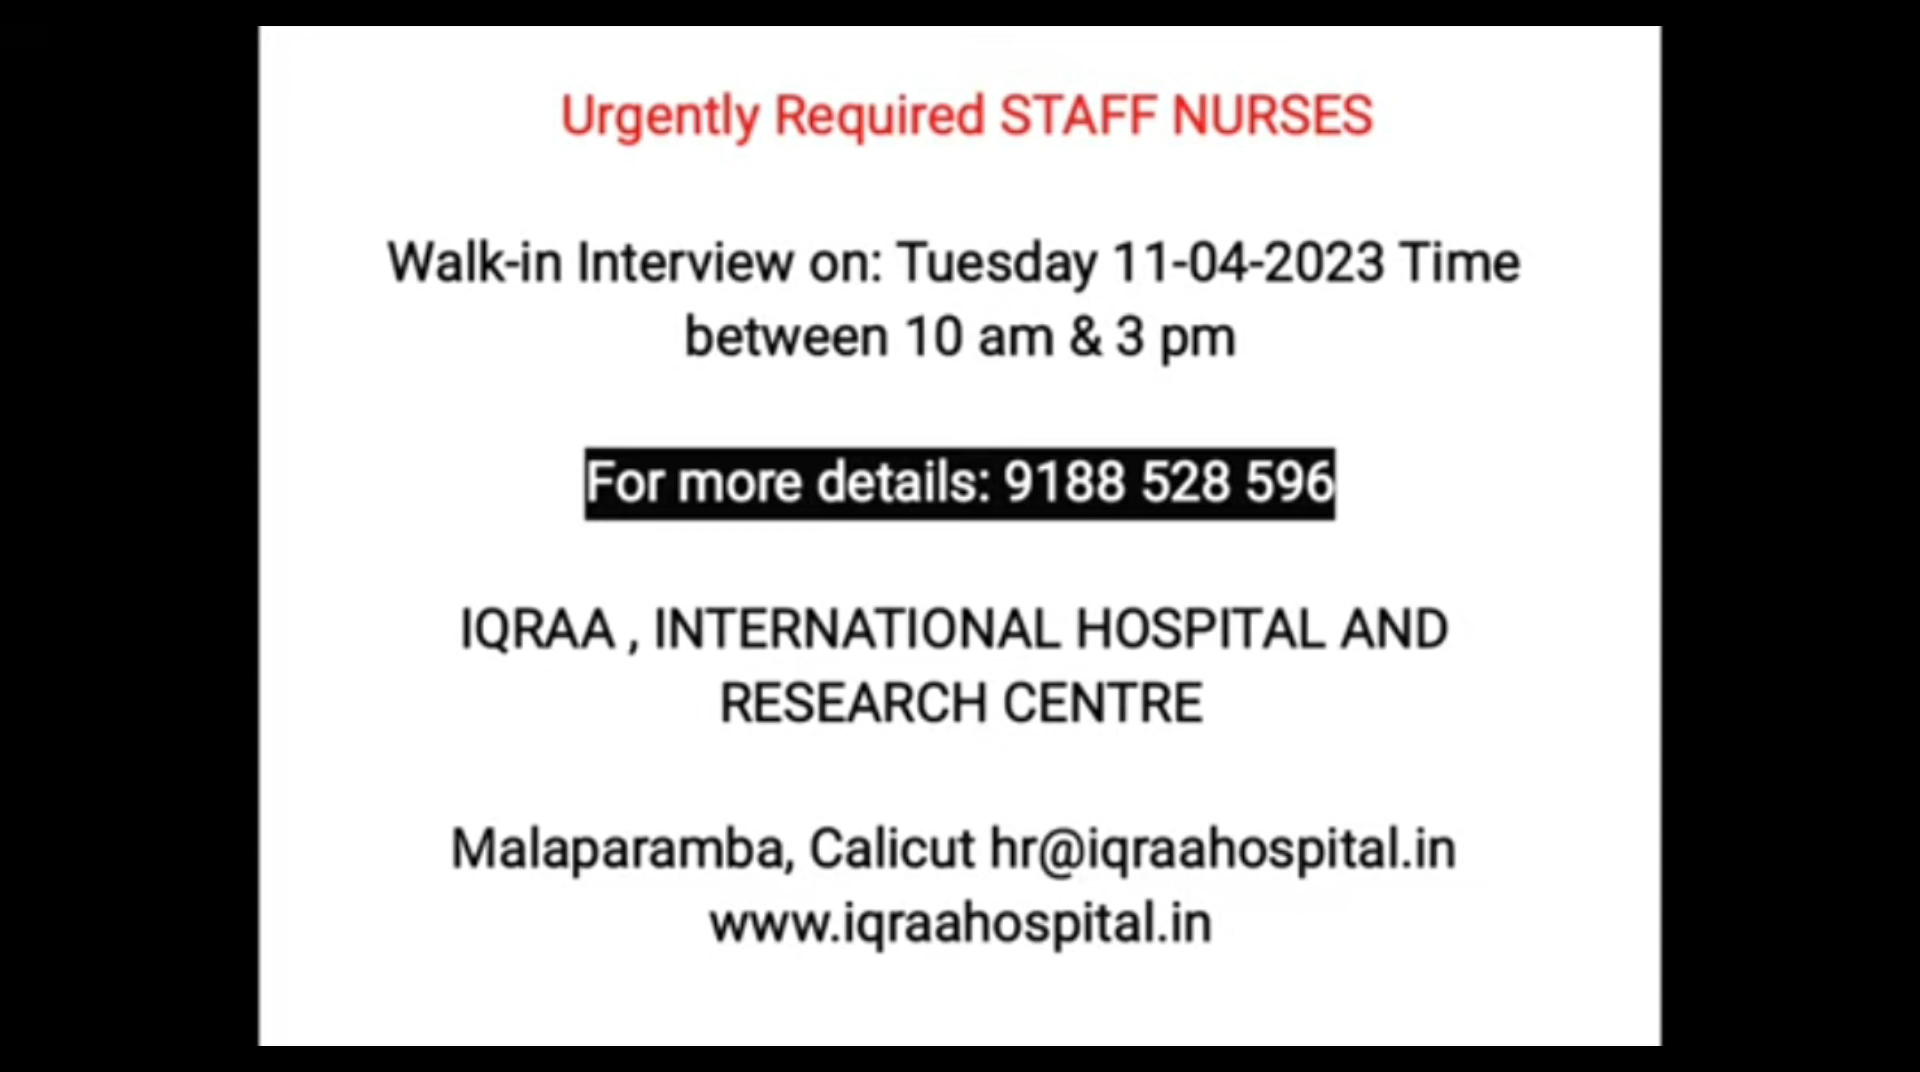 Urgently Required STAFF NURSES
Walk-in Interview on: Tuesday 11-04-2023 Time
between 10 am & 3 pm
For more details: 9188 528 596
IQRAA , INTERNATIONAL HOSPITAL AND
RESEARCH CENTRE
Malaparamba, Calicut hr@iqraahospital.in
www.iqraahospital.in